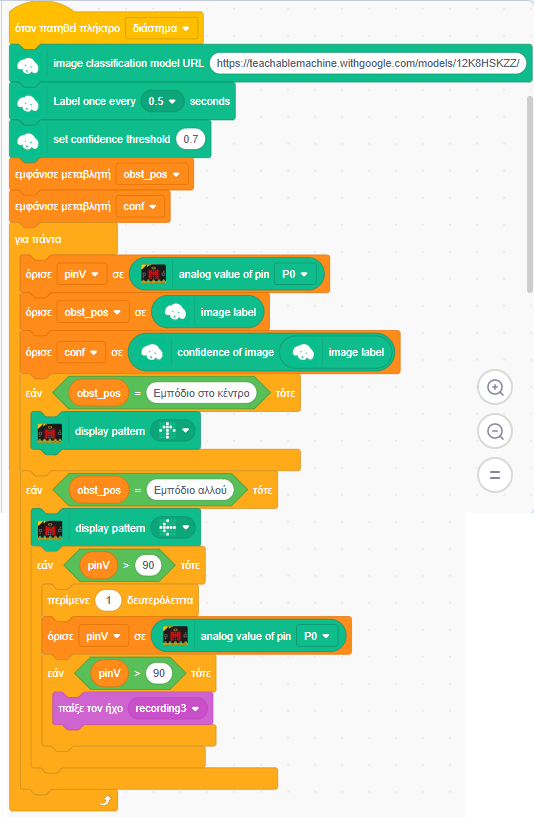 όταν πατηθεί πλήκτρο διάστημα
image classification model URL https://teachablemachine.withgoogle.com/models/12K8HSKZZ/
Label once every 0.5 seconds
set confidence threshold 0.7
εμφάνισε μεταβλητή obst_pos
εμφάνισε μεταβλητή conf
για πάντα
όρισε pinV σε analog value of pin P0
όρισε obst_pos σε image label
όρισε conf σε confidence of image image label
εάν obst_pos = Εμπόδιο στο κέντρο τότε
display pattern
εάν obst_pos = Εμπόδιο αλλού τότε
display pattern
εάν pinV > 90 τότε
περίμενε 1 δευτερόλεπτα
όρισε pinV σε analog value of pin P0
εάν pinV > 90 τότε
παίξε τον ήχο recording3